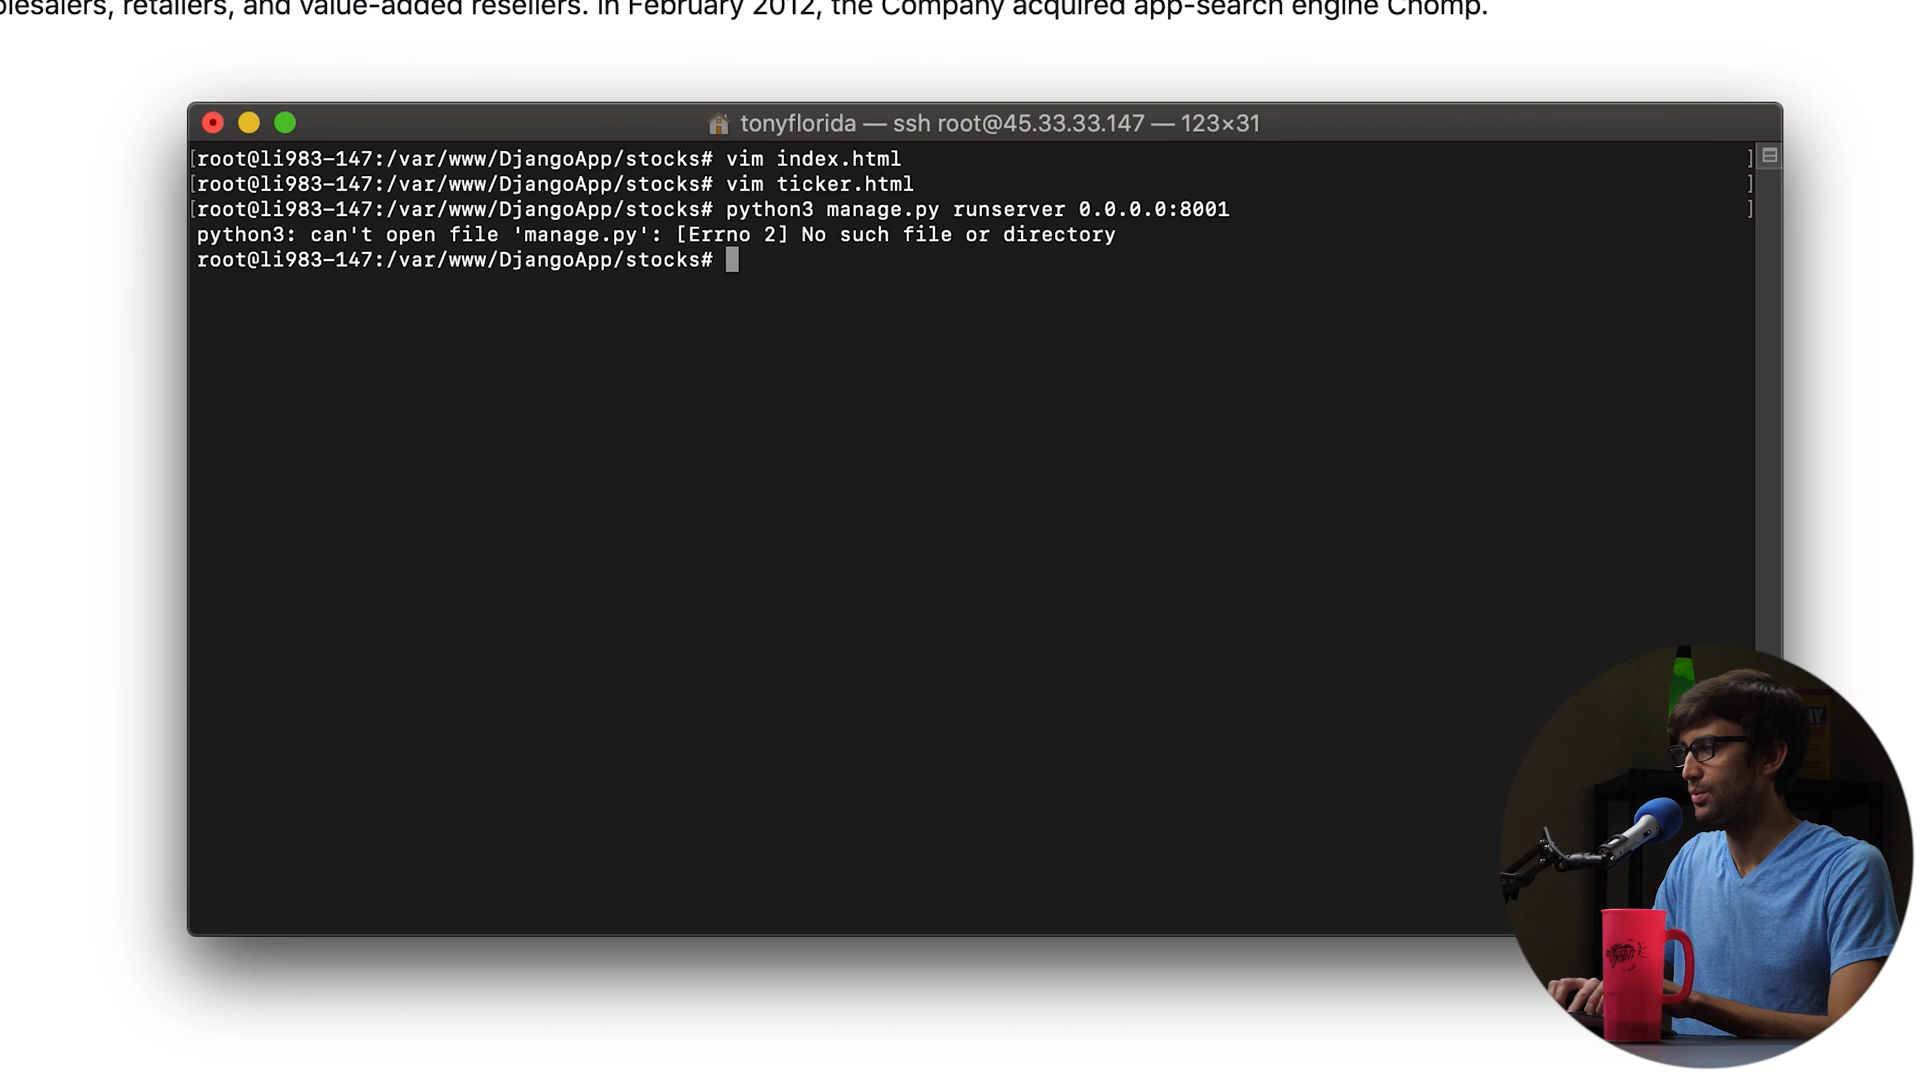 retailers, and value-added resellers. In February 2012, the Company acquired app-search engine Chomp.
tonyflorida — ssh root@45.33.33.147 — 123×31
[root@li983-147:/var/www/DjangoApp/stocks# vim index.html ]
[root@li983-147:/var/www/DjangoApp/stocks# vim ticker.html ]
[root@li983-147:/var/www/DjangoApp/stocks# python3 manage.py runserver 0.0.0.0:8001 ]
python3: can't open file 'manage.py': [Errno 2] No such file or directory
root@li983-147:/var/www/DjangoApp/stocks#